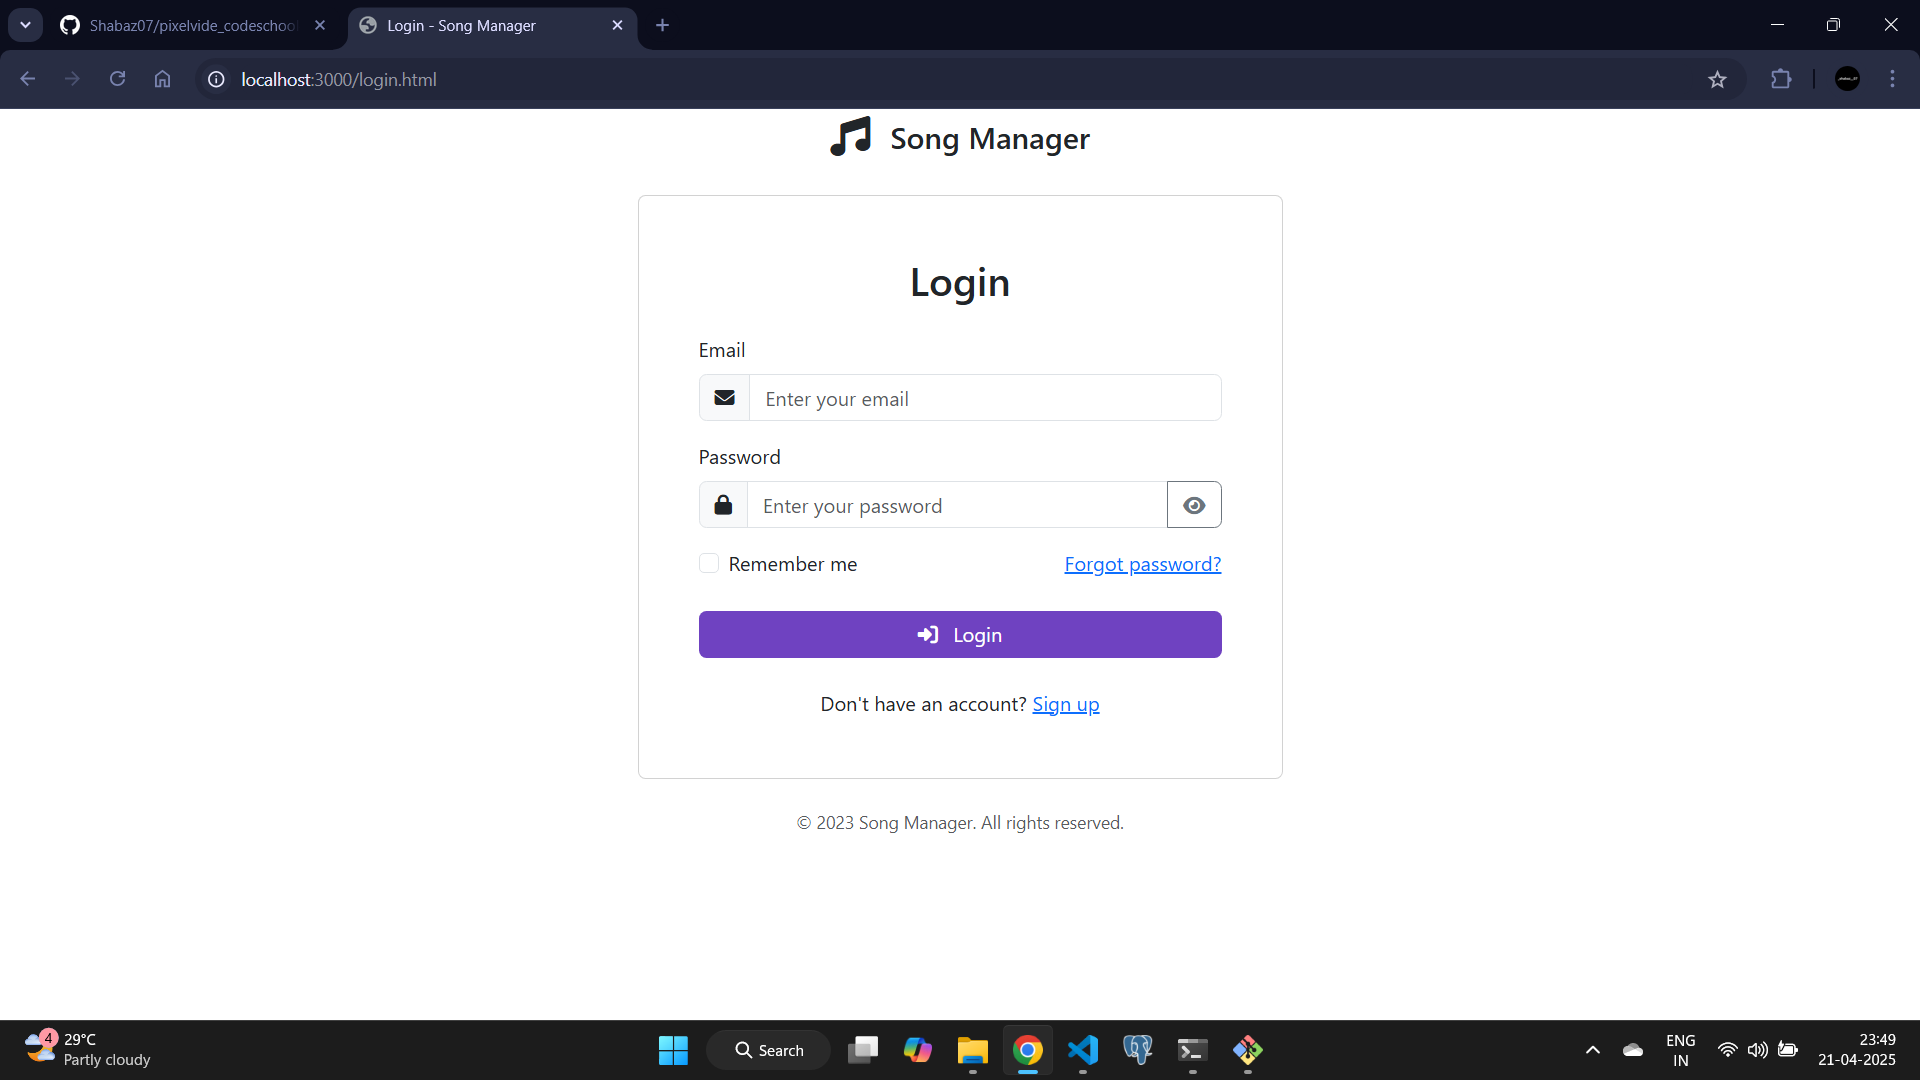 Shabaz07/pixelvide_codeschool
Login - Song Manager
localhost:3000/login.html
Song Manager
Login
Email
Enter your email
Password
Enter your password
Remember me
Forgot password?
Login
Don't have an account? Sign up
© 2023 Song Manager. All rights reserved.
4
29°C
Partly cloudy
Search
ENG
IN
23:49
21-04-2025